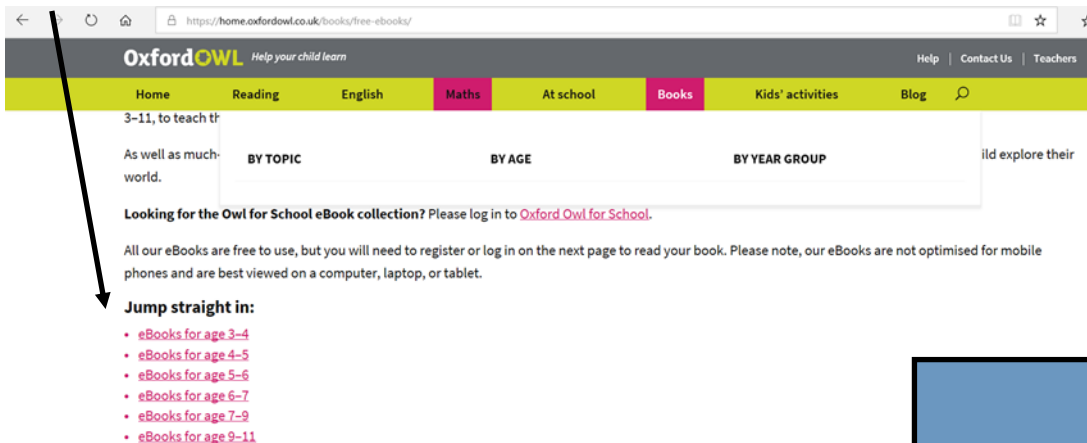 https://home.oxfordowl.co.uk/books/free-ebooks/
OxfordOWL Help your child learn
Help | Contact Us | Teachers
Home Reading English Maths At school Books Kids' activities Blog
3–11, to teach th
As well as much- ild explore their
BY TOPIC BY AGE BY YEAR GROUP
world.
Looking for the Owl for School eBook collection? Please log in to Oxford Owl for School.
All our eBooks are free to use, but you will need to register or log in on the next page to read your book. Please note, our eBooks are not optimised for mobile
phones and are best viewed on a computer, laptop, or tablet.
Jump straight in:
• eBooks for age 3–4
• eBooks for age 4–5
• eBooks for age 5–6
• eBooks for age 6–7
• eBooks for age 7–9
• eBooks for age 9–11